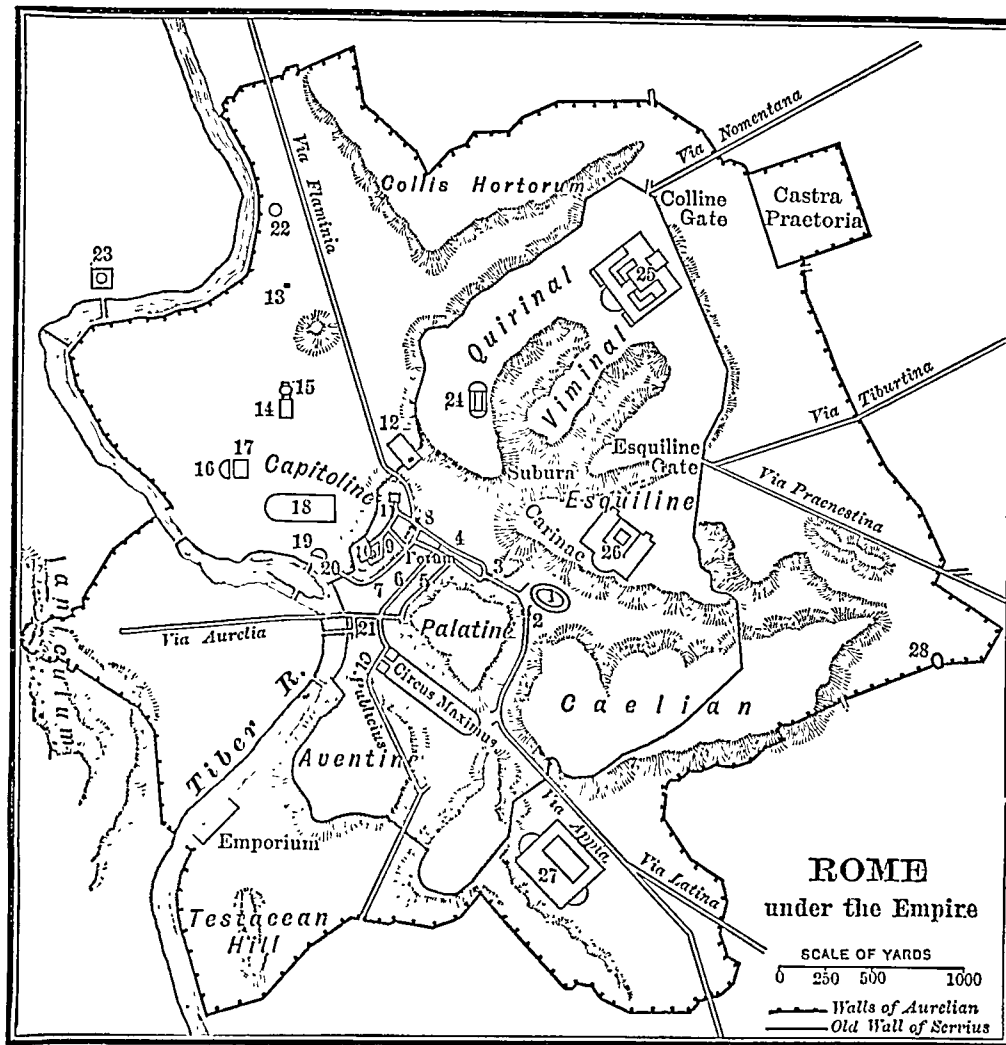 Via Flaminia
Via Nomentana
Collis Hortorum
Colline
Gate
Castra
Praetoria
22
23
13
25
Quirinal
Viminal
15
14
24
12
Via Tiburtina
16
17
Capitoline
Subura
Esquiline
Gate
Esquiline
Via Praenestina
18
11
8
4
Carinae
26
19
20
10
9
Forum
3
7
6
5
1
2
Janiculum
Via Aurelia
21
Palatine
28
Cl. Publicius
Circus Maximus
Caelian
Tiber R.
Aventine
Emporium
Via Appia
27
Via Latina
Testacean
Hill
ROME
under the Empire
SCALE OF YARDS
0 250 500 1000
Walls of Aurelian
Old Wall of Servius